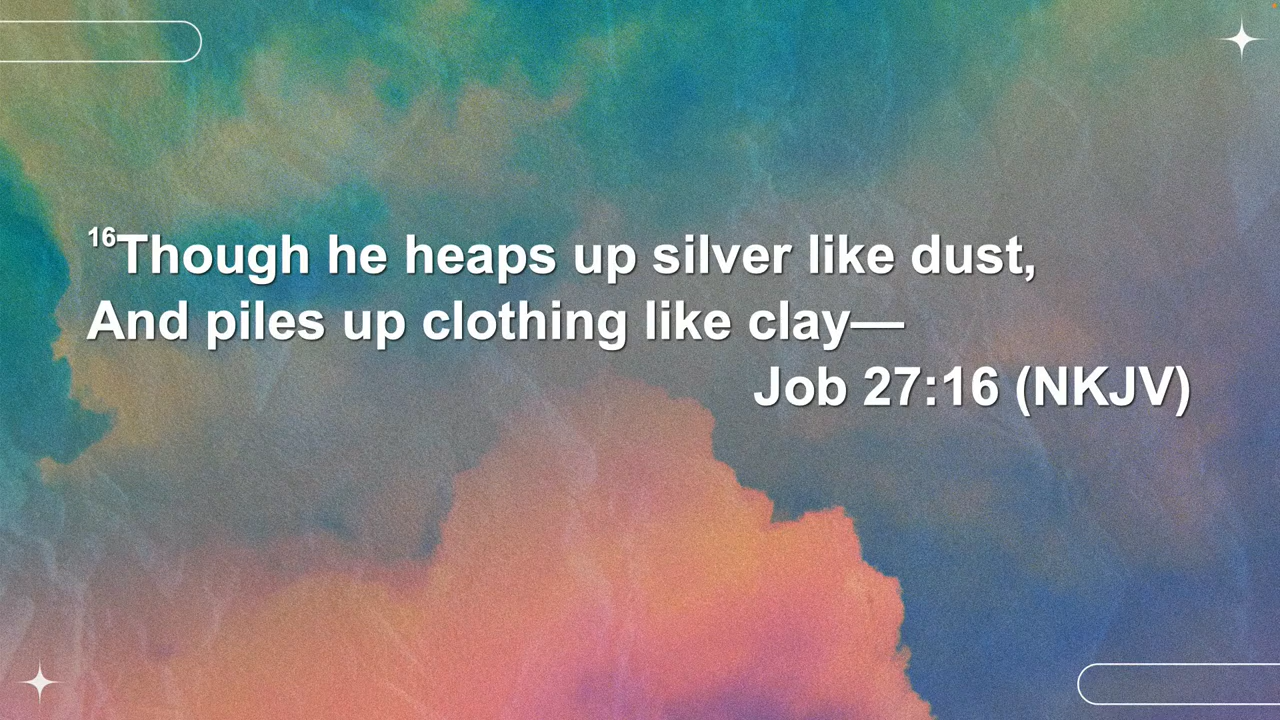 16Though he heaps up silver like dust,
And piles up clothing like clay—
Job 27:16 (NKJV)